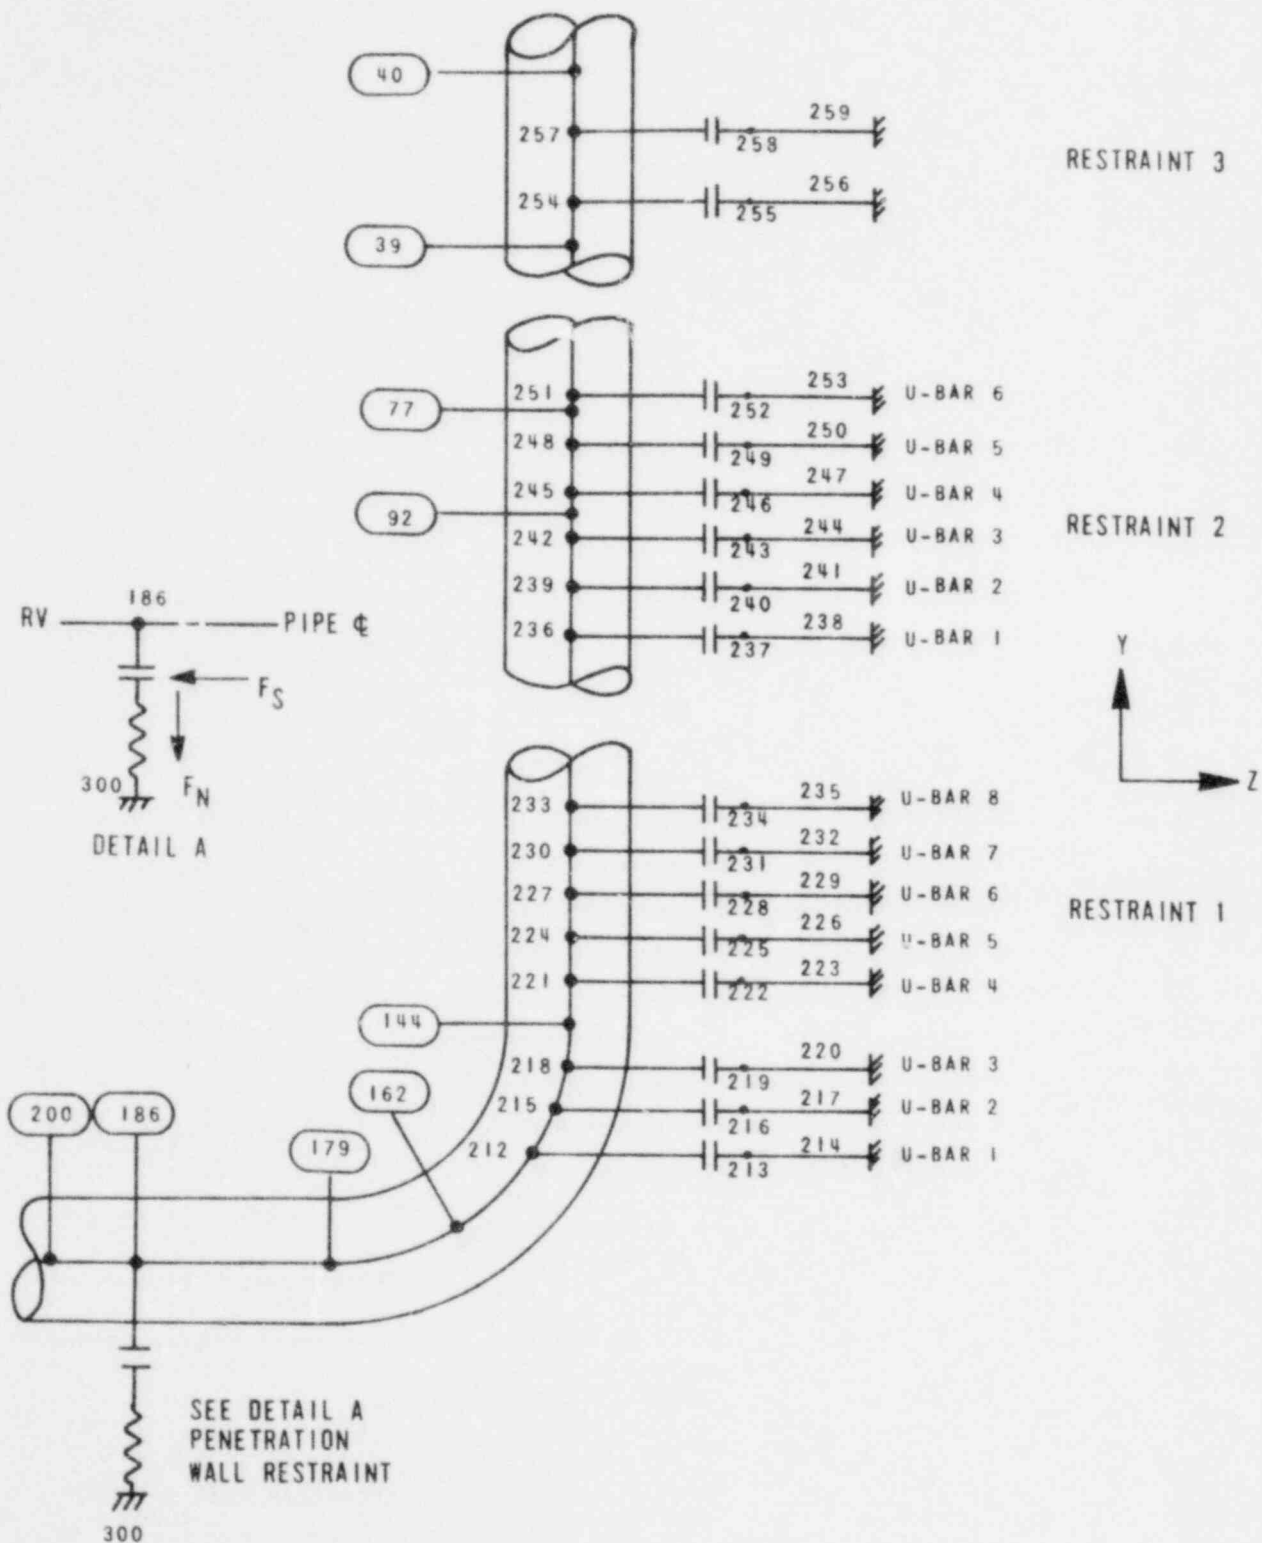 40
257
258
259
RESTRAINT 3
254
255
256
39
251
252
253
U-BAR 6
77
248
249
250
U-BAR 5
245
246
247
U-BAR 4
92
RESTRAINT 2
242
243
244
U-BAR 3
239
240
241
U-BAR 2
236
237
238
U-BAR 1
RV
186
PIPE ℄
FS
FN
300
DETAIL A
Y
Z
233
234
235
U-BAR 8
230
231
232
U-BAR 7
227
228
229
U-BAR 6
RESTRAINT 1
224
225
226
U-BAR 5
221
222
223
U-BAR 4
144
218
219
220
U-BAR 3
162
215
216
217
U-BAR 2
200
186
179
212
213
214
U-BAR 1
SEE DETAIL A
PENETRATION
WALL RESTRAINT
300